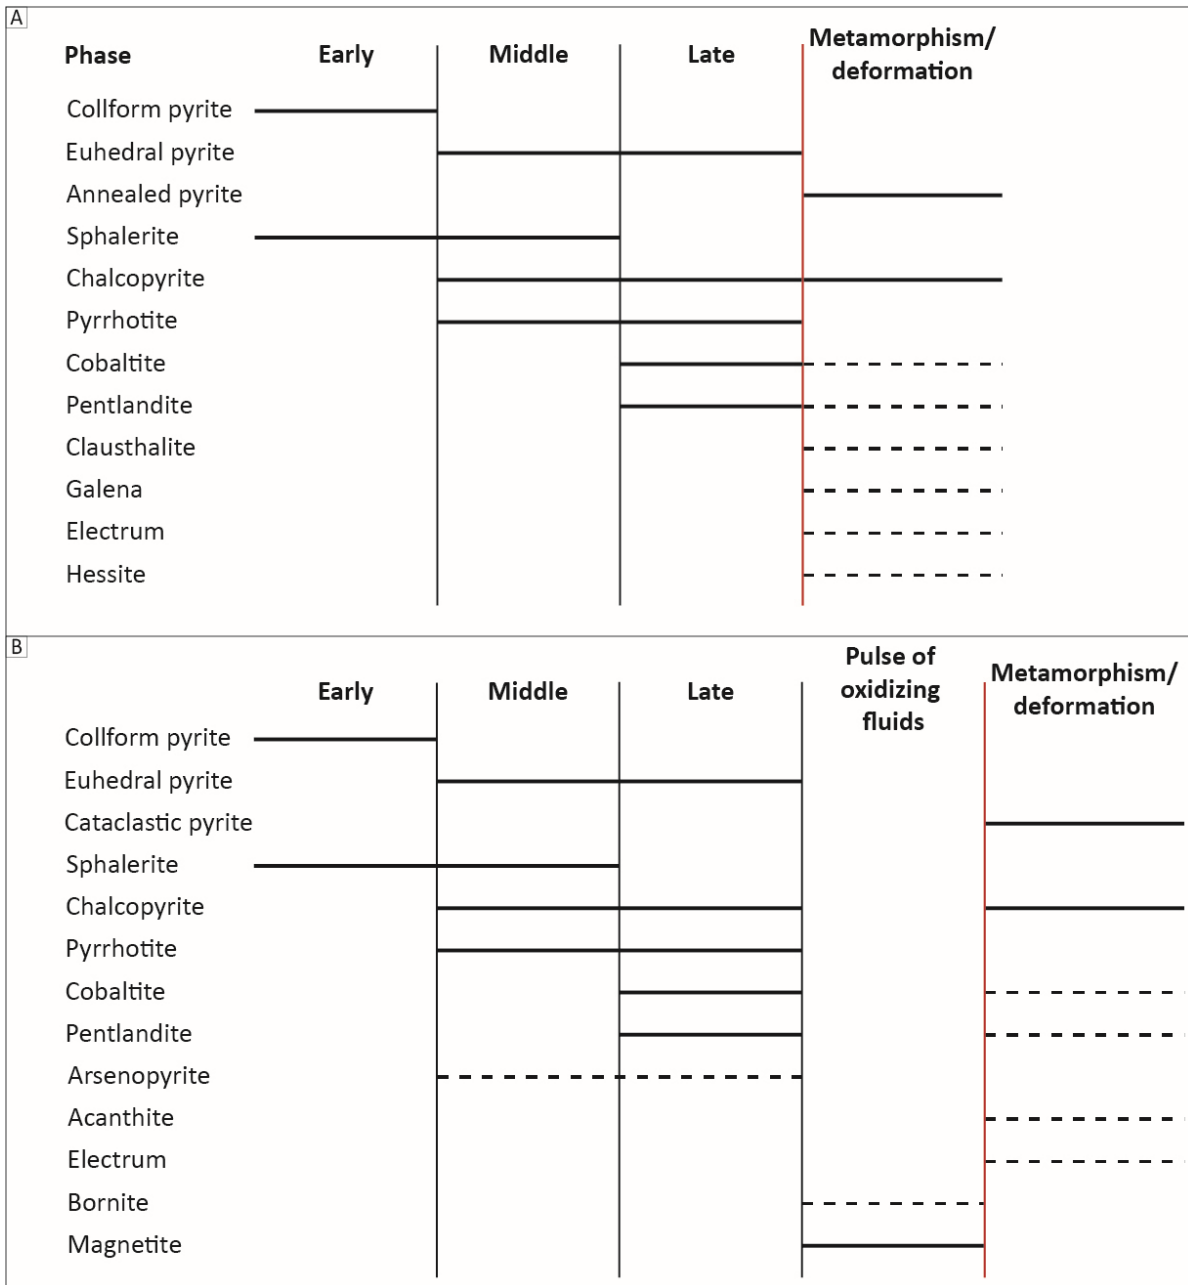 A
Phase Early Middle Late Metamorphism/
deformation
Collform pyrite
Euhedral pyrite
Annealed pyrite
Sphalerite
Chalcopyrite
Pyrrhotite
Cobaltite
Pentlandite
Clausthalite
Galena
Electrum
Hessite
B
Early Middle Late
Pulse of
oxidizing
fluids
Metamorphism/
deformation
Collform pyrite
Euhedral pyrite
Cataclastic pyrite
Sphalerite
Chalcopyrite
Pyrrhotite
Cobaltite
Pentlandite
Arsenopyrite
Acanthite
Electrum
Bornite
Magnetite